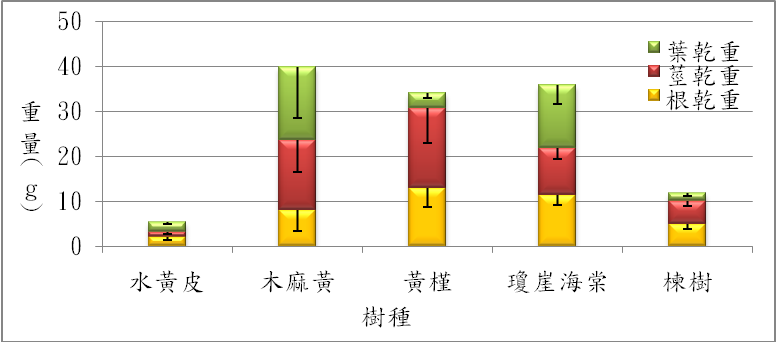 50
40
30
20
10
0
重量(g)
葉乾重
莖乾重
根乾重
水黃皮 木麻黃 黃槿 瓊崖海棠 楝樹
樹種